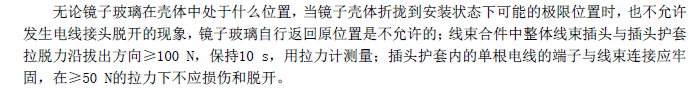 无论镜子玻璃在壳体中处于什么位置，当镜子壳体折拢到安装状态下可能的极限位置时，也不允许
发生电线接头脱开的现象，镜子玻璃自行返回原位置是不允许的；线束合件中整体线束插头与插头护套
拉脱力沿拔出方向≥100 N，保持10 s，用拉力计测量；插头护套内的单根电线的端子与线束连接应牢
固，在≥50 N的拉力下不应损伤和脱开。